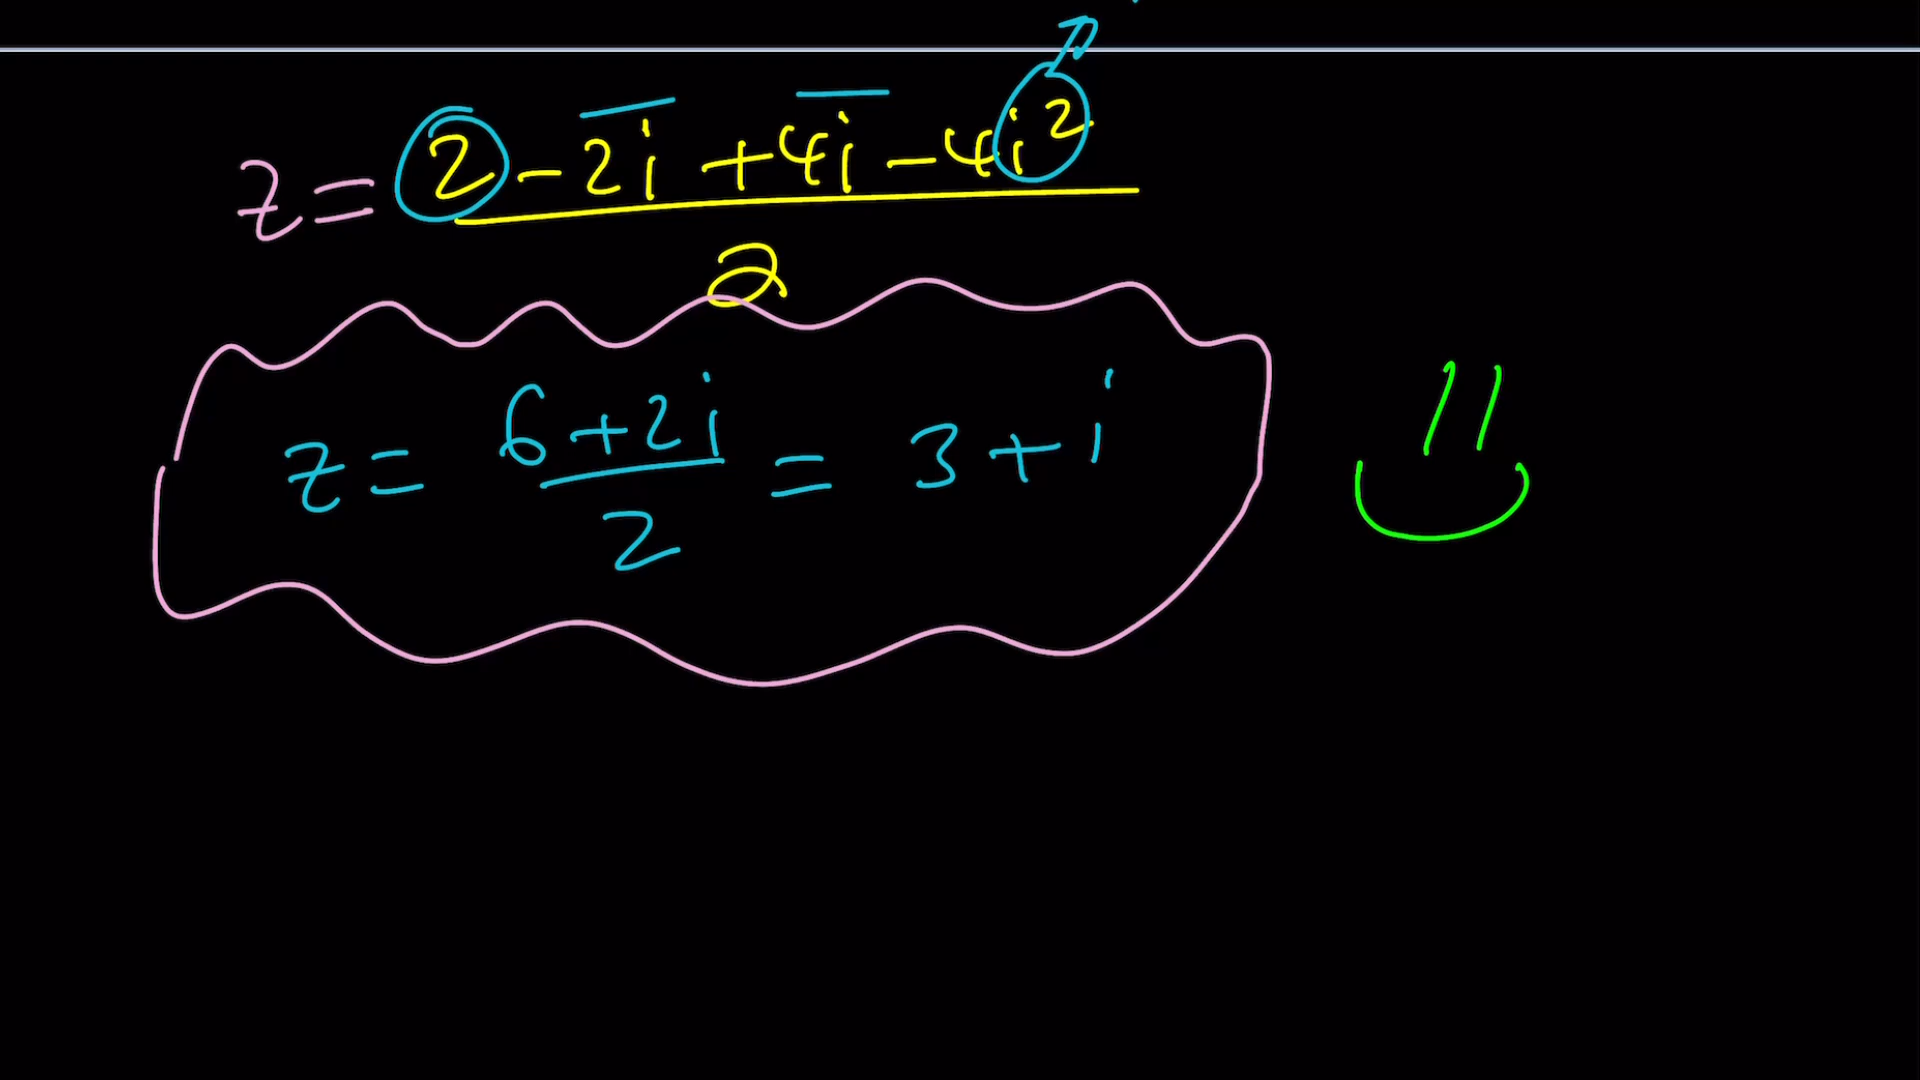 z = 2 - 2i + 4i - 4i²
2
z = 6 + 2i = 3 + i
2